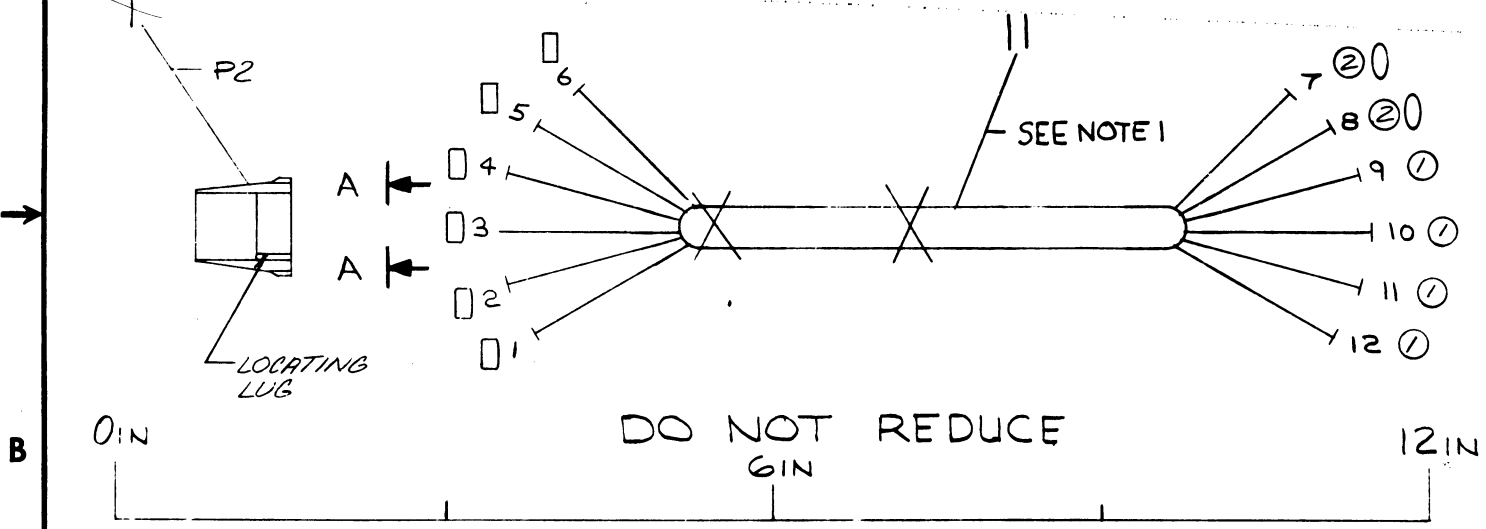 P2
6
5
4
3
2
1
A
A
LOCATING
LUG
SEE NOTE 1
7 ②
8 ②
9 ①
10 ①
11 ①
12 ①
B
0IN
DO NOT REDUCE
6IN
12IN